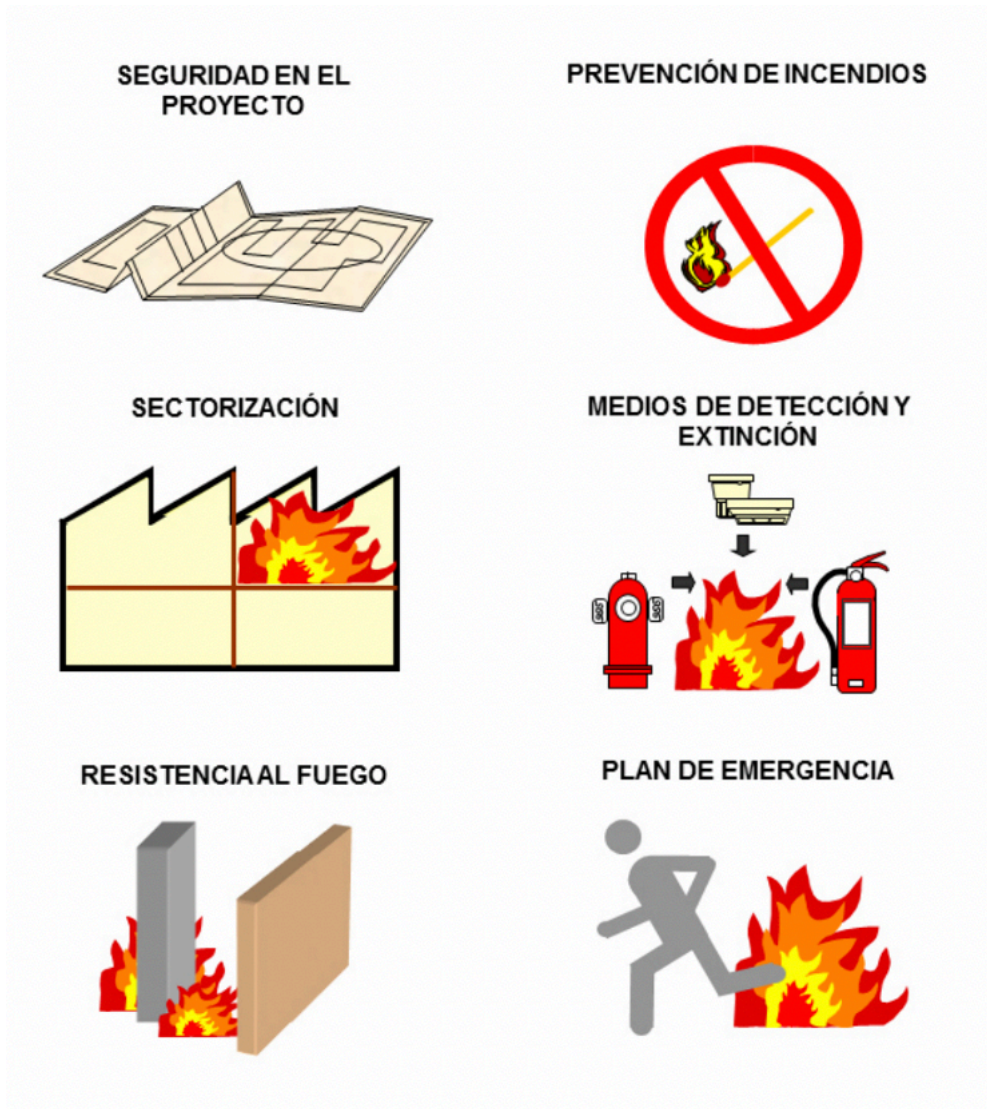 SEGURIDAD EN EL
PROYECTO
PREVENCIÓN DE INCENDIOS
SECTORIZACIÓN
MEDIOS DE DETECCIÓN Y
EXTINCIÓN
RESISTENCIA AL FUEGO
PLAN DE EMERGENCIA